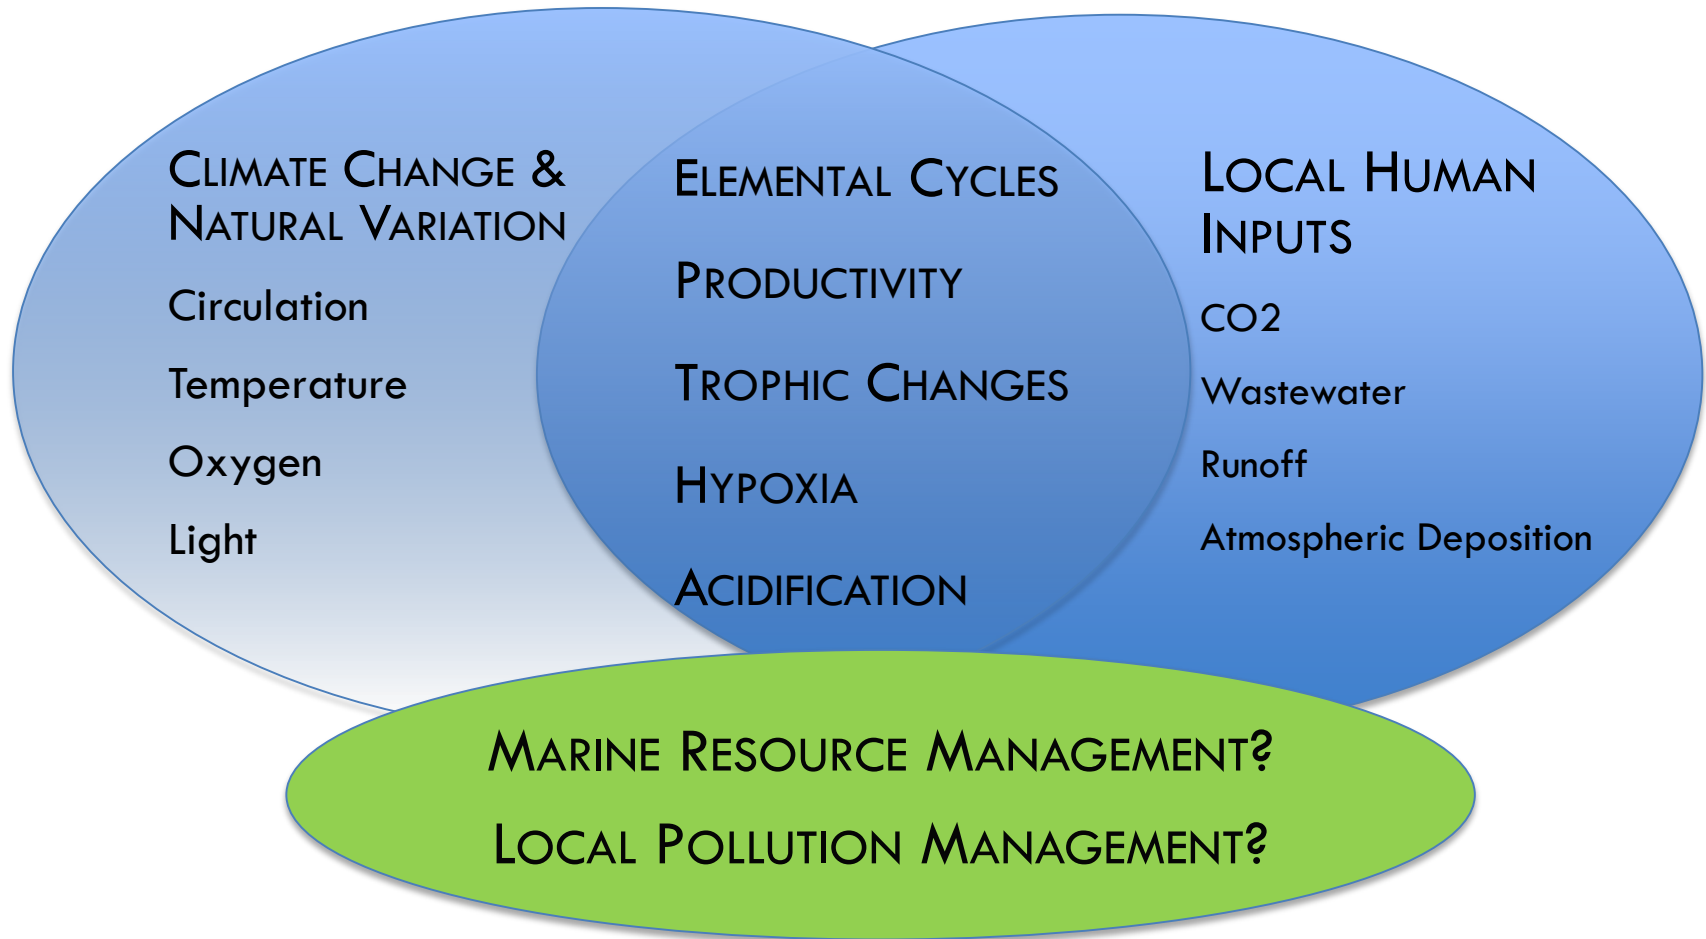 CLIMATE CHANGE &
NATURAL VARIATION
Circulation
Temperature
Oxygen
Light
ELEMENTAL CYCLES
PRODUCTIVITY
TROPHIC CHANGES
HYPOXIA
ACIDIFICATION
LOCAL HUMAN
INPUTS
CO2
Wastewater
Runoff
Atmospheric Deposition
MARINE RESOURCE MANAGEMENT?
LOCAL POLLUTION MANAGEMENT?